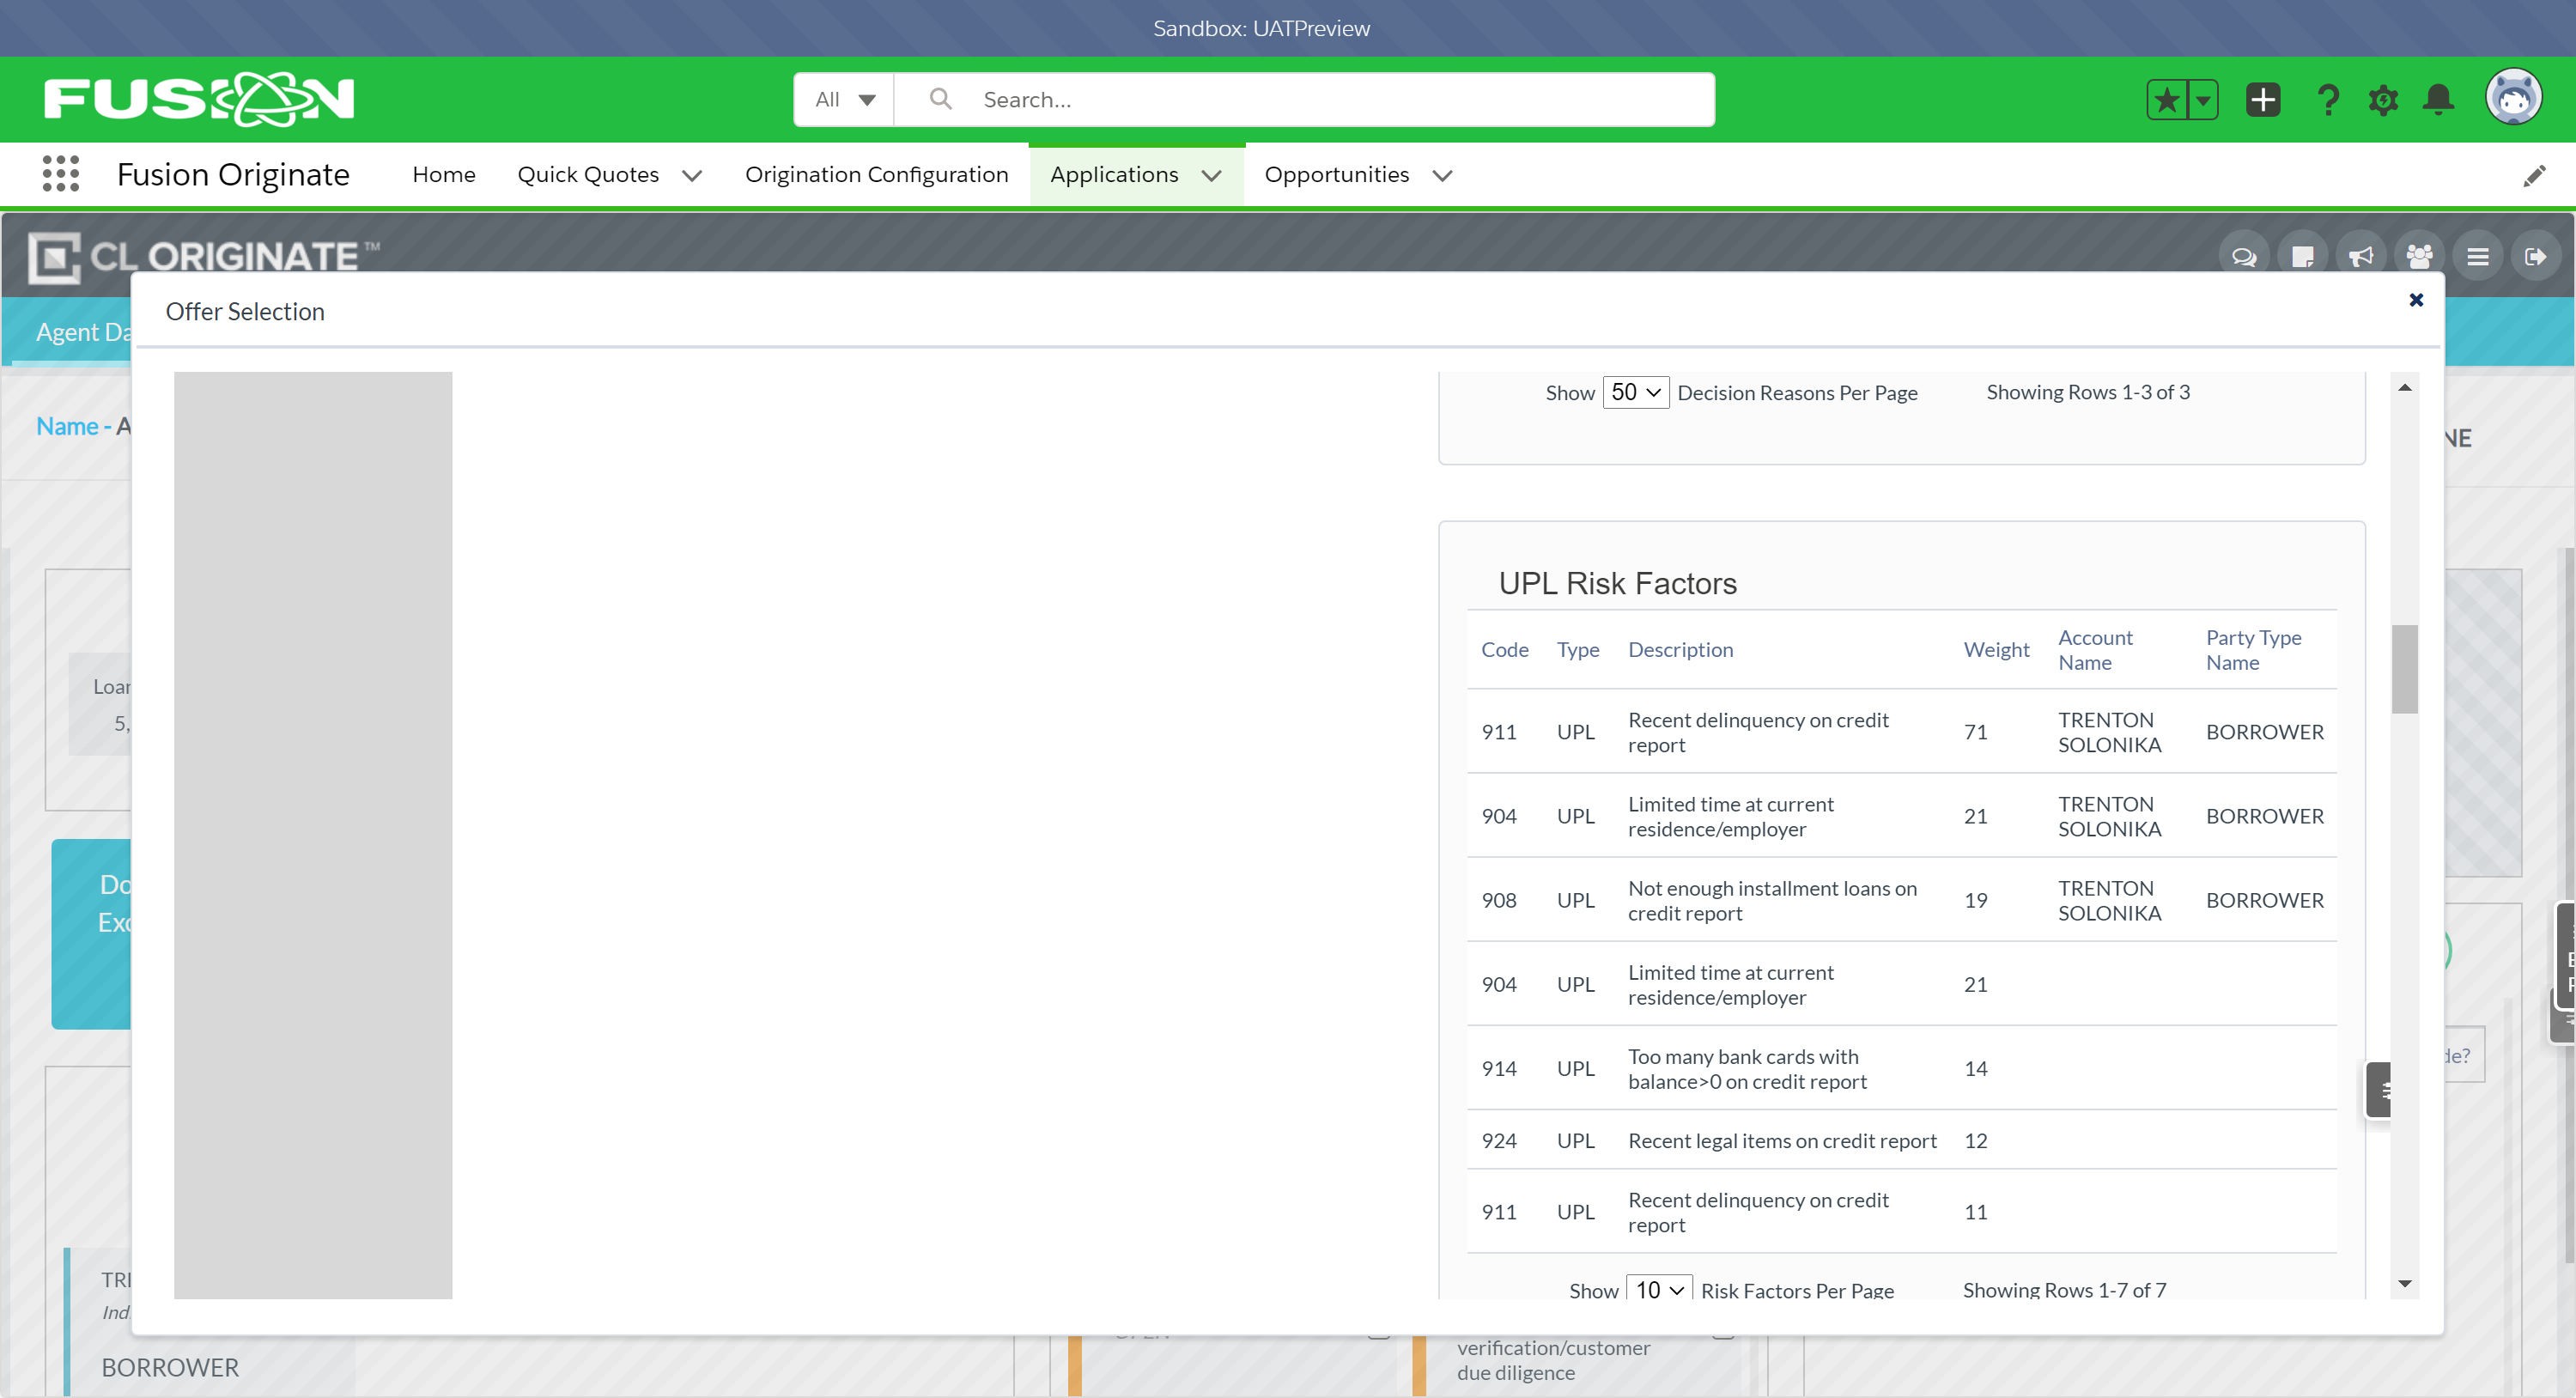 Sandbox: UATPreview
FUSION
All
Search...
Fusion Originate
Home
Quick Quotes
Origination Configuration
Applications
Opportunities
CL ORIGINATE™
Offer Selection
Agent Da
Name - A
NE
Show 50 Decision Reasons Per Page Showing Rows 1-3 of 3
UPL Risk Factors
Code Type Description Weight Account Name Party Type Name
911 UPL Recent delinquency on credit report 71 TRENTON SOLONIKA BORROWER
904 UPL Limited time at current residence/employer 21 TRENTON SOLONIKA BORROWER
908 UPL Not enough installment loans on credit report 19 TRENTON SOLONIKA BORROWER
904 UPL Limited time at current residence/employer 21
914 UPL Too many bank cards with balance>0 on credit report 14
924 UPL Recent legal items on credit report 12
911 UPL Recent delinquency on credit report 11
Show 10 Risk Factors Per Page Showing Rows 1-7 of 7
Loan
5,
Do
Exc
de?
TRE
Ind
BORROWER
verification/customer
due diligence